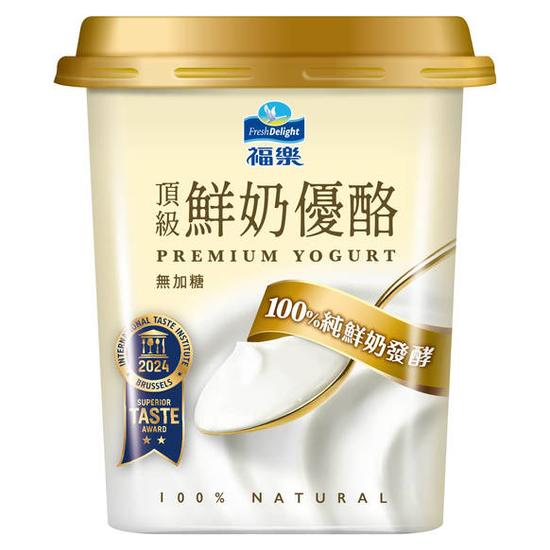 FreshDelight
福樂
頂級鮮奶優酪
PREMIUM YOGURT
無加糖
100%純鮮奶發酵
INTERNATIONAL TASTE INSTITUTE
2024
BRUSSELS
SUPERIOR
TASTE
AWARD
100% NATURAL